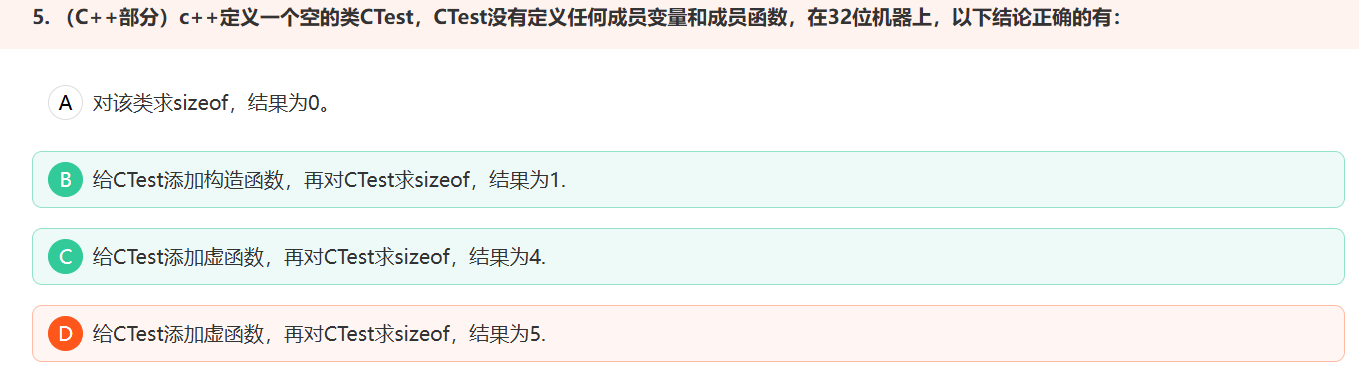 5. （C++部分）c++定义一个空的类CTest，CTest没有定义任何成员变量和成员函数，在32位机器上，以下结论正确的有：
A 对该类求sizeof，结果为0。
B 给CTest添加构造函数，再对CTest求sizeof，结果为1.
C 给CTest添加虚函数，再对CTest求sizeof，结果为4.
D 给CTest添加虚函数，再对CTest求sizeof，结果为5.